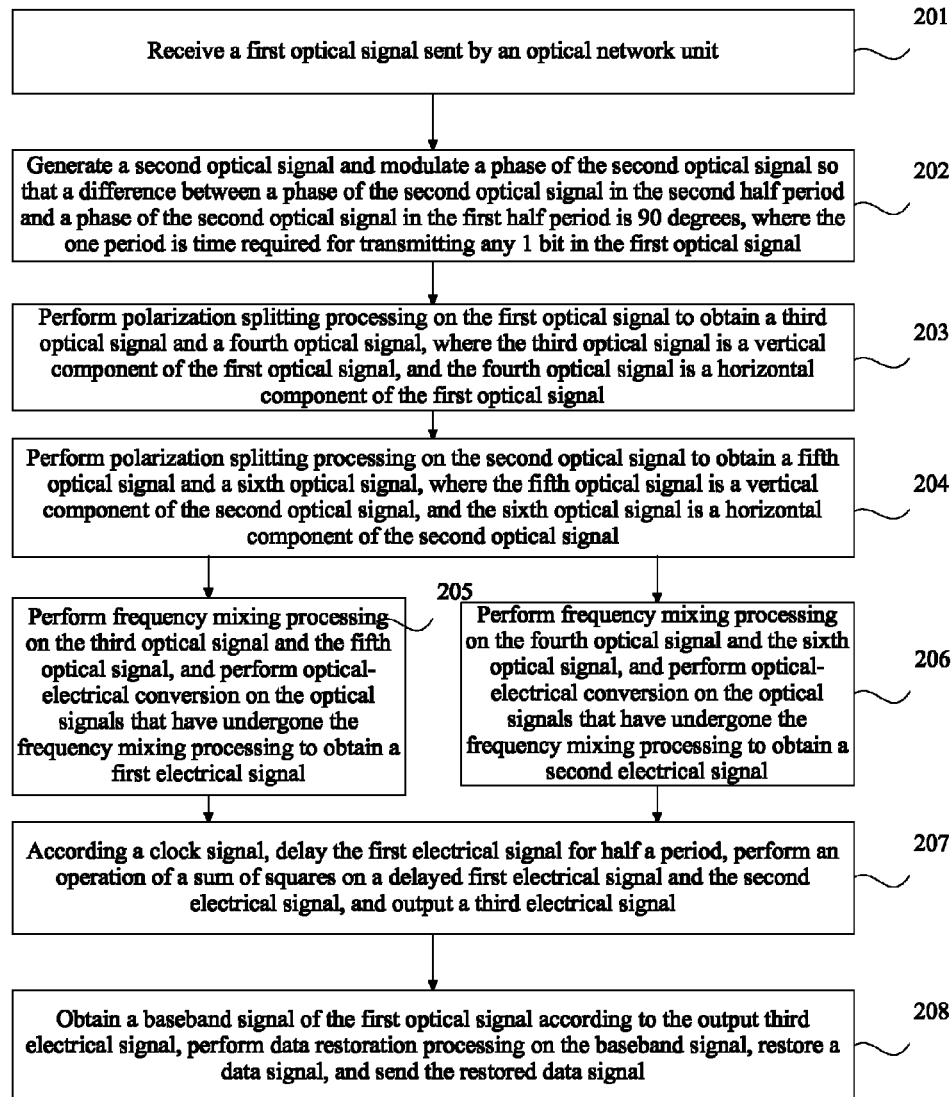 201
Receive a first optical signal sent by an optical network unit
202
Generate a second optical signal and modulate a phase of the second optical signal so
that a difference between a phase of the second optical signal in the second half period
and a phase of the second optical signal in the first half period is 90 degrees, where the
one period is time required for transmitting any 1 bit in the first optical signal
203
Perform polarization splitting processing on the first optical signal to obtain a third
optical signal and a fourth optical signal, where the third optical signal is a vertical
component of the first optical signal, and the fourth optical signal is a horizontal
component of the first optical signal
204
Perform polarization splitting processing on the second optical signal to obtain a fifth
optical signal and a sixth optical signal, where the fifth optical signal is a vertical
component of the second optical signal, and the sixth optical signal is a horizontal
component of the second optical signal
205
Perform frequency mixing processing
on the third optical signal and the fifth
optical signal, and perform optical-
electrical conversion on the optical
signals that have undergone the
frequency mixing processing to obtain a
first electrical signal
206
Perform frequency mixing processing
on the fourth optical signal and the sixth
optical signal, and perform optical-
electrical conversion on the optical
signals that have undergone the
frequency mixing processing to obtain a
second electrical signal
207
According a clock signal, delay the first electrical signal for half a period, perform an
operation of a sum of squares on a delayed first electrical signal and the second
electrical signal, and output a third electrical signal
208
Obtain a baseband signal of the first optical signal according to the output third
electrical signal, perform data restoration processing on the baseband signal, restore a
data signal, and send the restored data signal